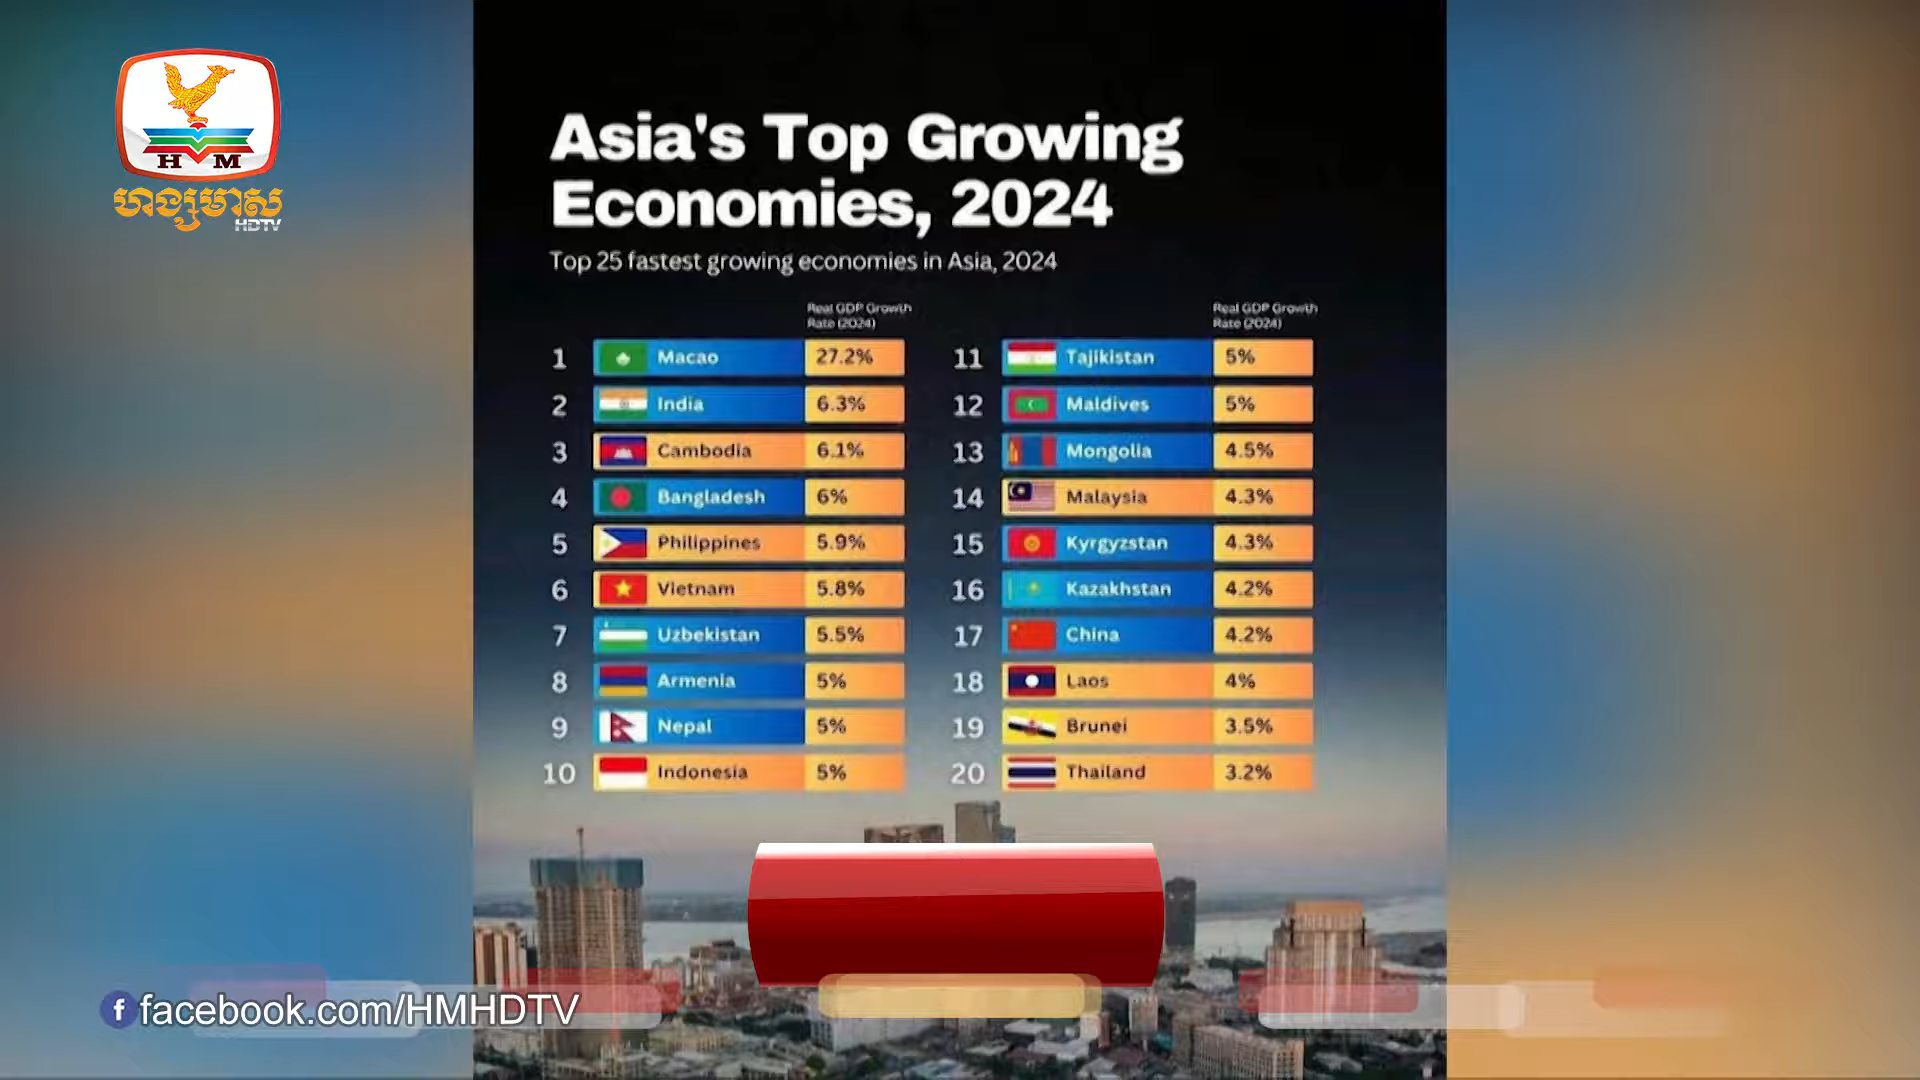 H M
ហង្សមាស
HDTV
Asia's Top Growing
Economies, 2024
Top 25 fastest growing economies in Asia, 2024
Real GDP Growth
Rate (2024)
1 Macao 27.2%
2 India 6.3%
3 Cambodia 6.1%
4 Bangladesh 6%
5 Philippines 5.9%
6 Vietnam 5.8%
7 Uzbekistan 5.5%
8 Armenia 5%
9 Nepal 5%
10 Indonesia 5%
Real GDP Growth
Rate (2024)
11 Tajikistan 5%
12 Maldives 5%
13 Mongolia 4.5%
14 Malaysia 4.3%
15 Kyrgyzstan 4.3%
16 Kazakhstan 4.2%
17 China 4.2%
18 Laos 4%
19 Brunei 3.5%
20 Thailand 3.2%
f facebook.com/HMHDTV